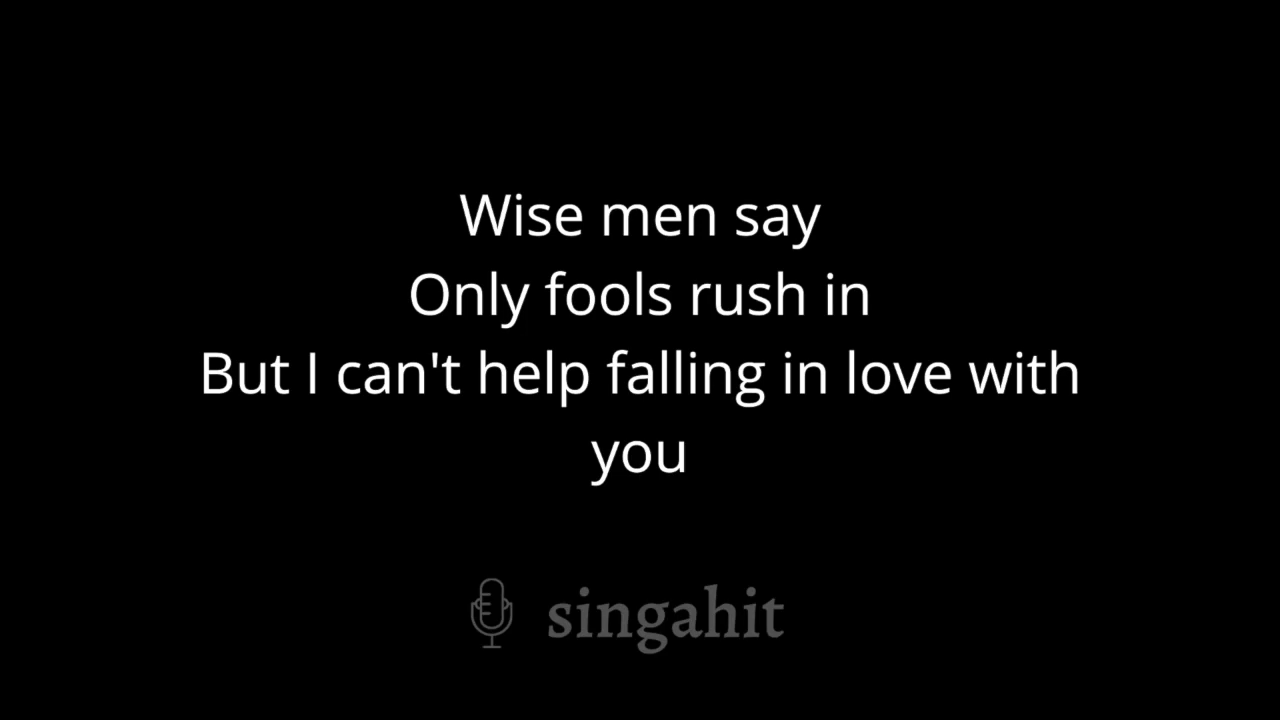 Wise men say
Only fools rush in
But I can't help falling in love with
you
singahit